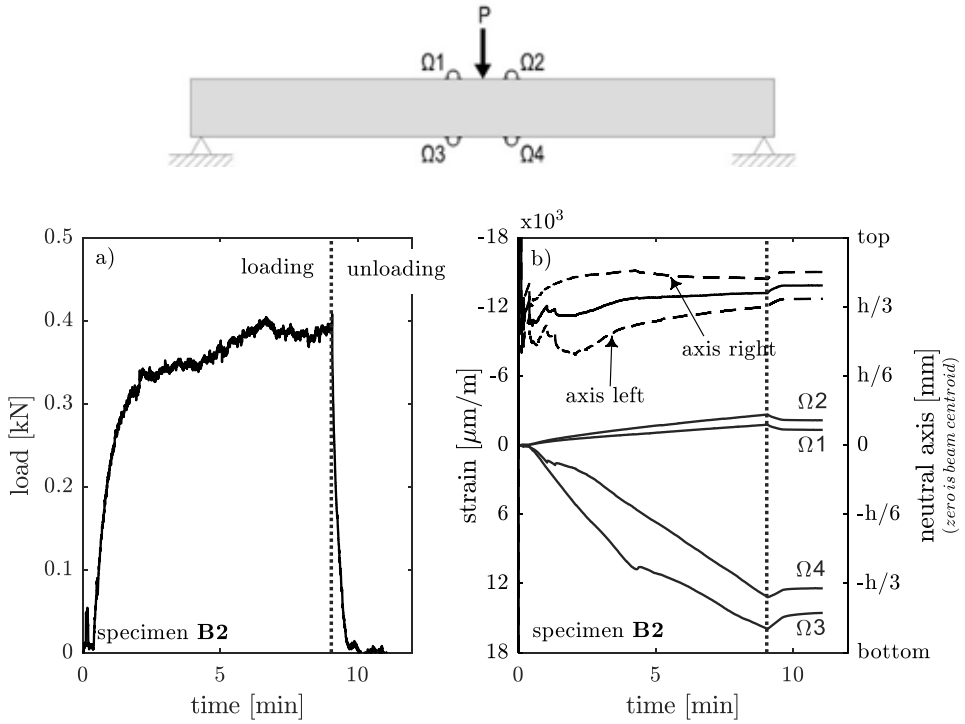 P
Ω1 Ω2
Ω3 Ω4
a)
loading
unloading
0.5
0.4
0.3
0.2
0.1
0
load [kN]
specimen B2
0 5 10
time [min]
x10³
b)
-18
-12
-6
0
6
12
18
strain [μm/m]
axis right
axis left
Ω2
Ω1
Ω4
Ω3
specimen B2
0 5 10
time [min]
top
h/3
h/6
0
-h/6
-h/3
bottom
neutral axis [mm]
(zero is beam centroid)